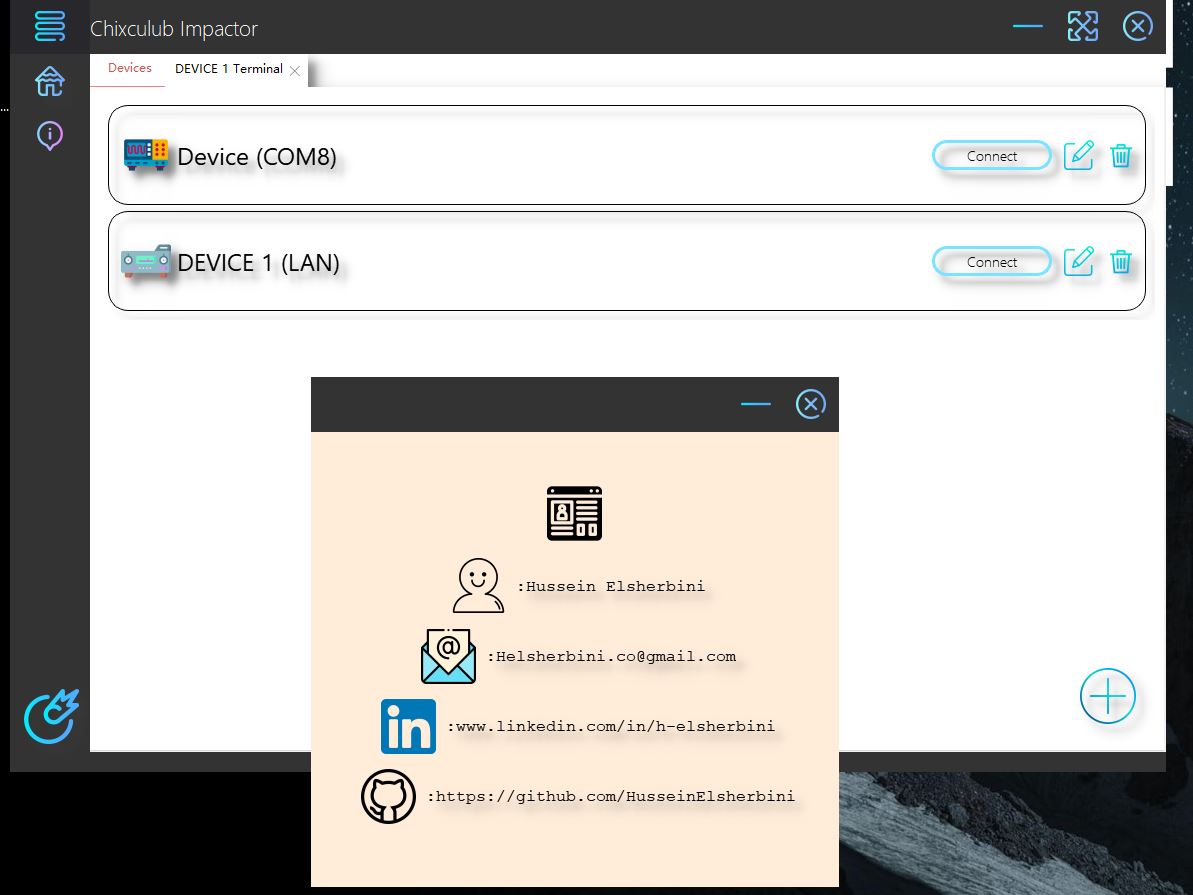 Chixculub Impactor
Devices
DEVICE 1 Terminal
Device (COM8)
Connect
DEVICE 1 (LAN)
Connect
:Hussein Elsherbini
@
:Helsherbini.co@gmail.com
in
:www.linkedin.com/in/h-elsherbini
:https://github.com/HusseinElsherbini
...